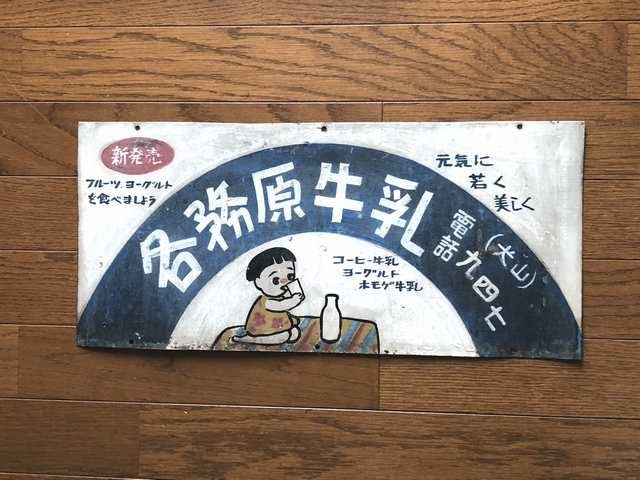 新発売
フルーツ、ヨーグルト
を食べましょう
各務原牛乳
元気に
若く
美しく
電話
(犬山)
九四七
コーヒー牛乳
ヨーグルト
ホモゲ牛乳